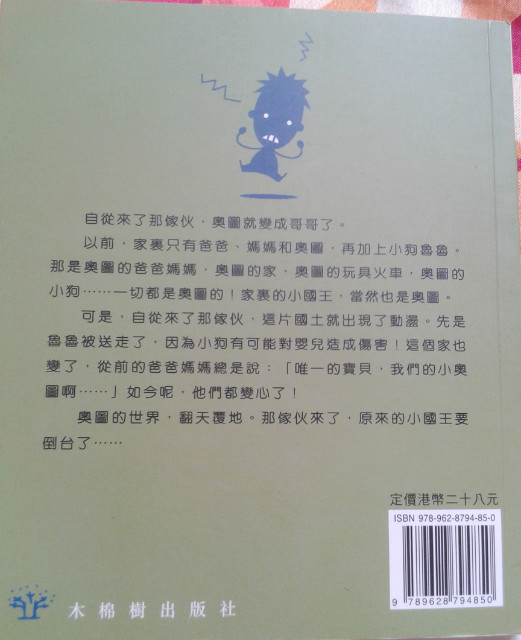 自從來了那傢伙，奧圖就變成哥哥了。
以前，家裏只有爸爸、媽媽和奧圖，再加上小狗魯魯。
那是奧圖的爸爸媽媽，奧圖的家，奧圖的玩具火車，奧圖的
小狗……一切都是奧圖的！家裏的小國王，當然也是奧圖。
可是，自從來了那傢伙，這片國土就出現了動盪。先是
魯魯被送走了，因為小狗有可能對嬰兒造成傷害！這個家也
變了，從前的爸爸媽媽總是說：「唯一的寶貝，我們的小奧
圖啊……」如今呢，他們都變心了！
奧圖的世界，翻天覆地。那傢伙來了，原來的小國王要
倒台了……
定價港幣二十八元
ISBN 978-962-8794-85-0
9 789628 794850
木棉樹出版社